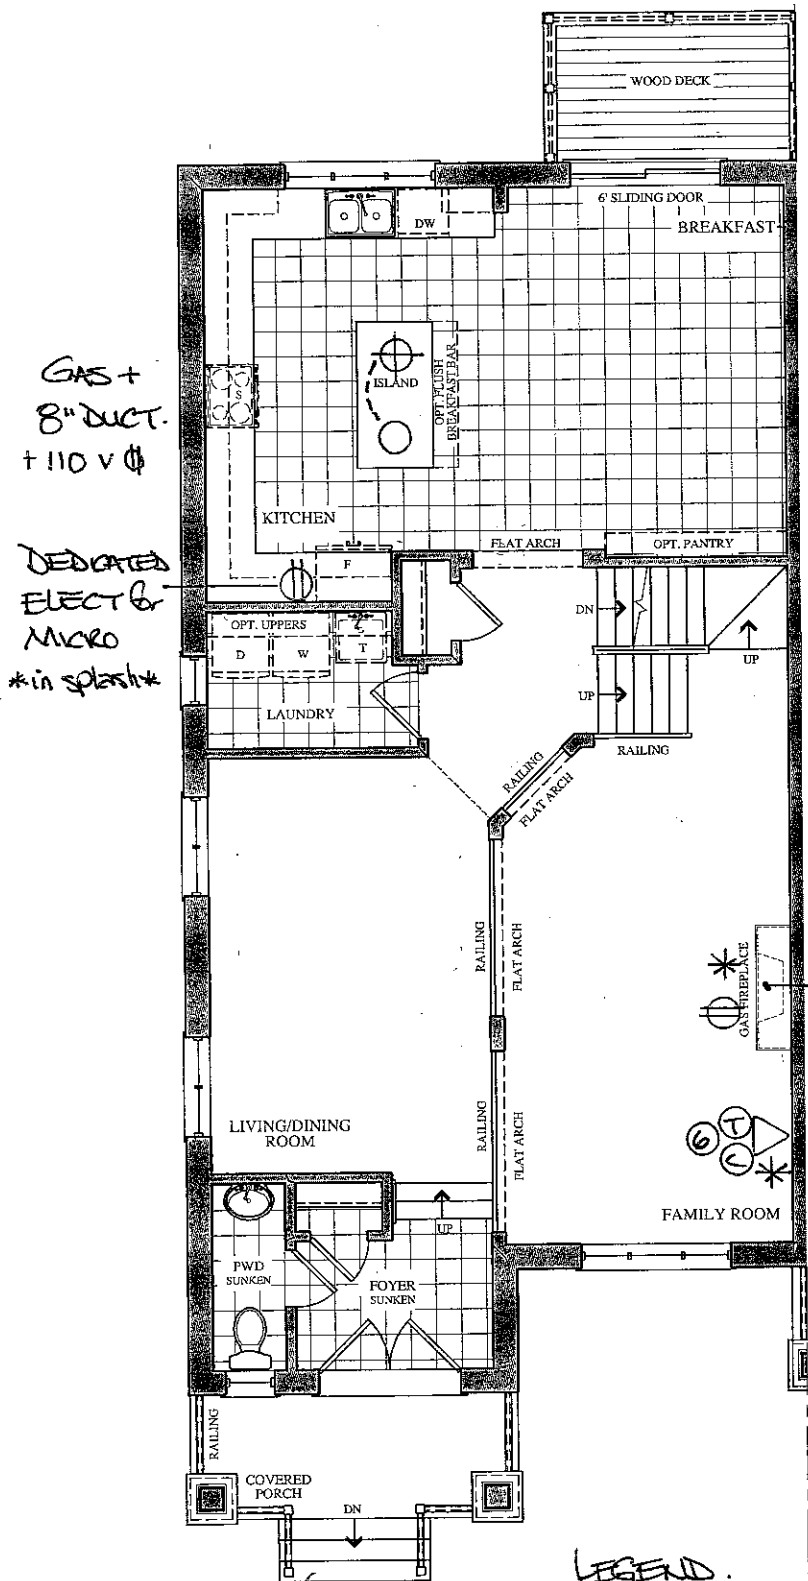 WOOD DECK
6' SLIDING DOOR
BREAKFAST
DW
GAS +
8" DUCT.
+ 110 V
S
ISLAND
OPT. FLUSH
BREAKFAST BAR
KITCHEN
FLAT ARCH
OPT. PANTRY
DEDICATED
ELECT for
MICRO
*in splash*
F
OPT. UPPERS
D
W
T
LAUNDRY
DN
UP
UP
RAILING
RAILING
FLAT ARCH
RAILING
FLAT ARCH
GAS FIREPLACE
LIVING/DINING
ROOM
RAILING
FLAT ARCH
6
T
C
FAMILY ROOM
UP
PWD
SUNKEN
FOYER
SUNKEN
RAILING
COVERED
PORCH
DN
LEGEND.